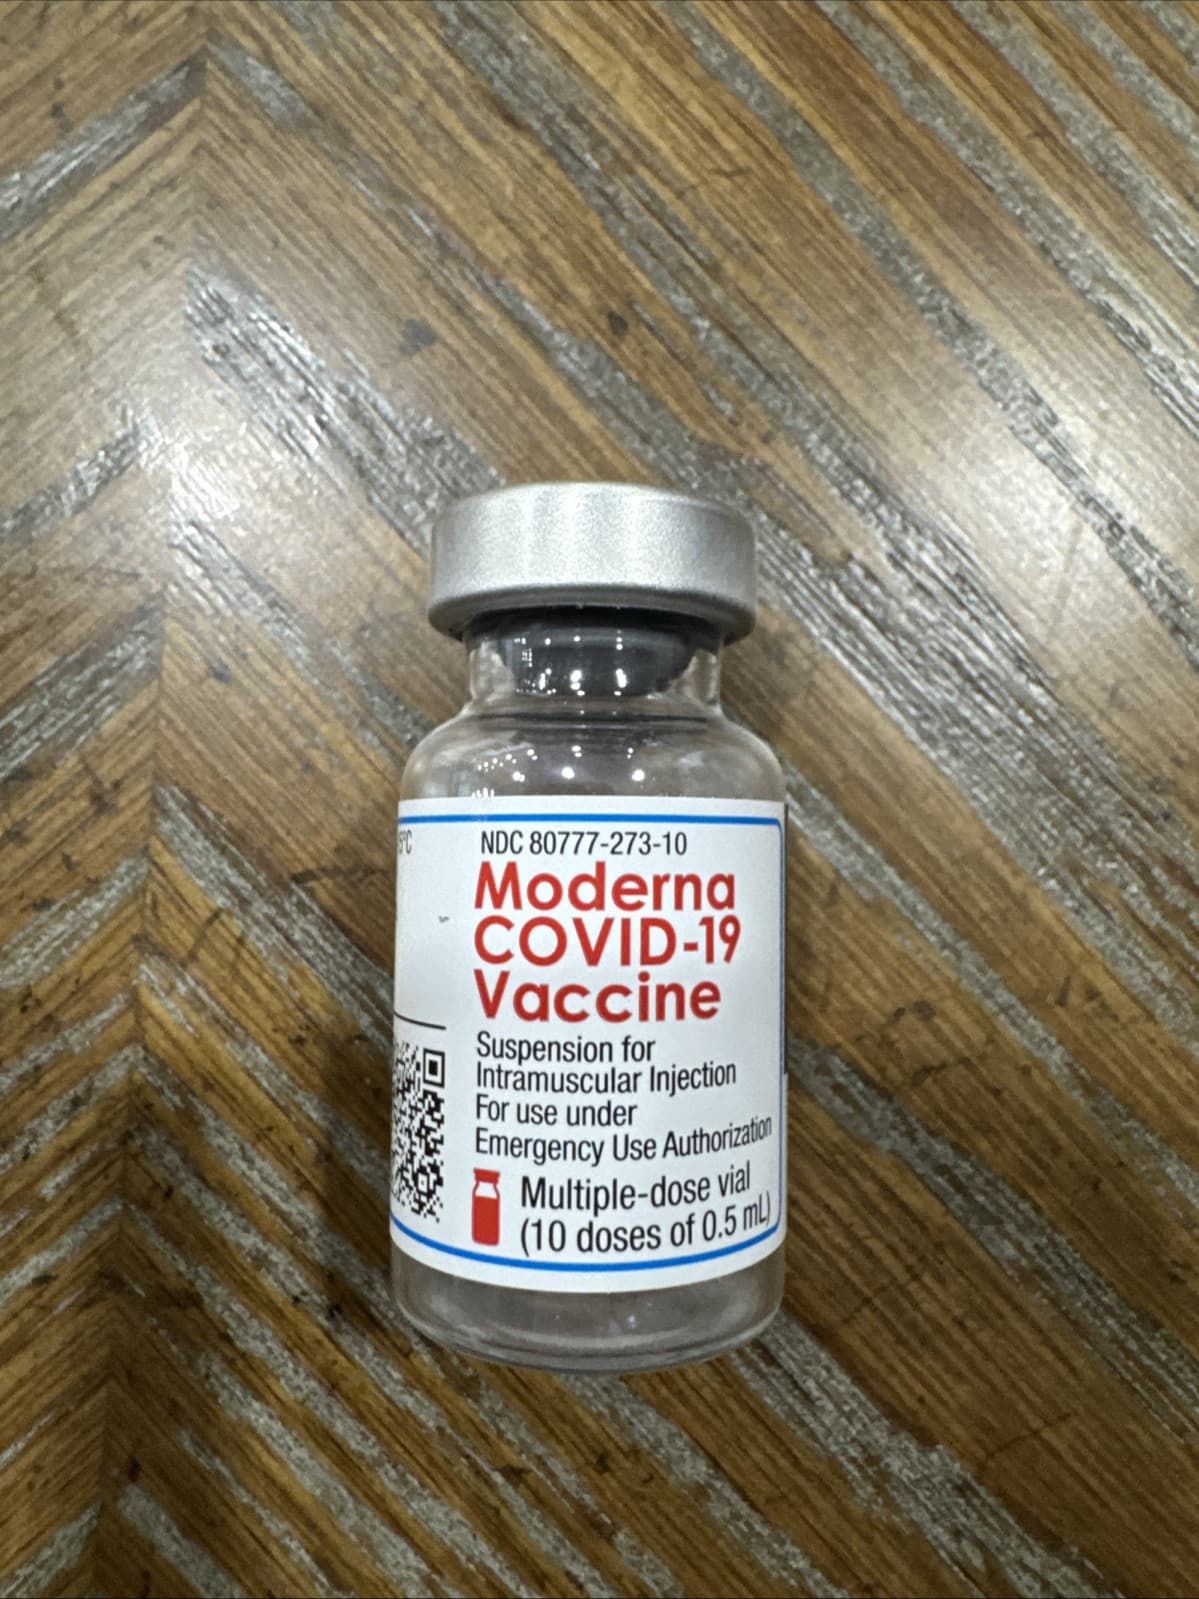 5°C
NDC 80777-273-10
Moderna
COVID-19
Vaccine
Suspension for
Intramuscular Injection
For use under
Emergency Use Authorization
Multiple-dose vial
(10 doses of 0.5 mL)